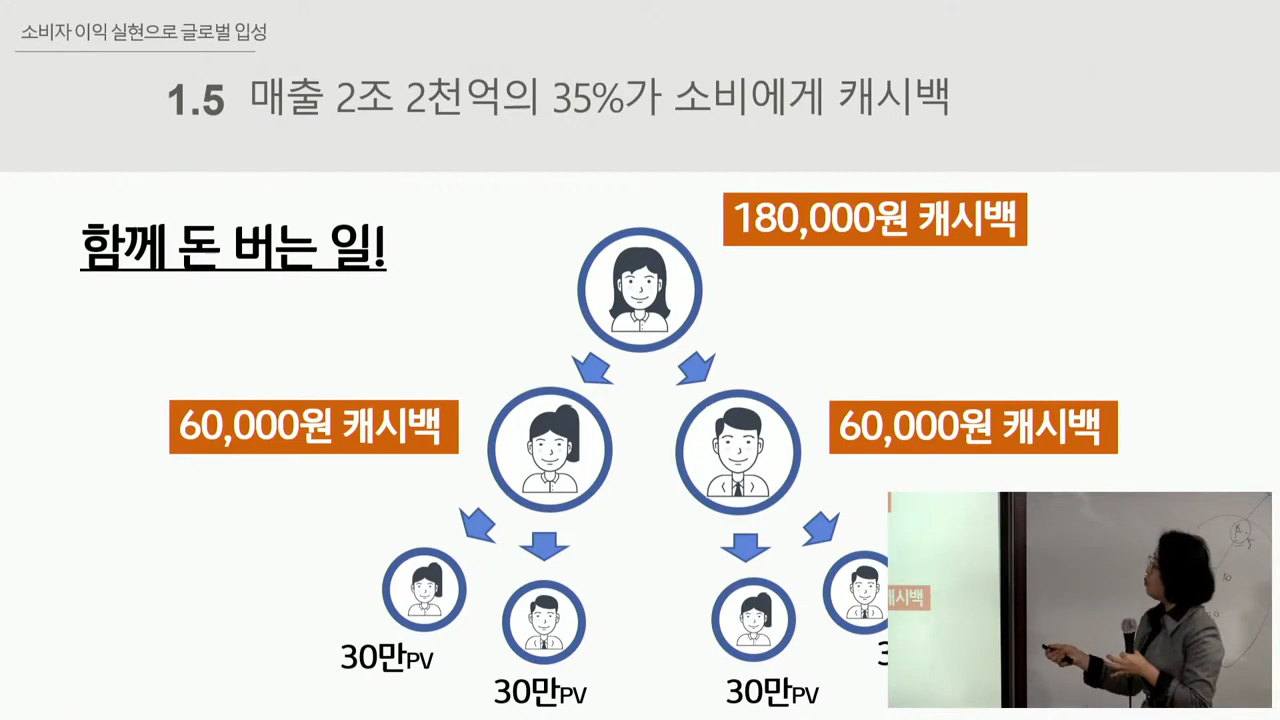 소비자 이익 실현으로 글로벌 입성
1.5 매출 2조 2천억의 35%가 소비에게 캐시백
함께 돈 버는 일!
180,000원 캐시백
60,000원 캐시백
60,000원 캐시백
30만PV
30만PV
30만PV
3
캐시백
10